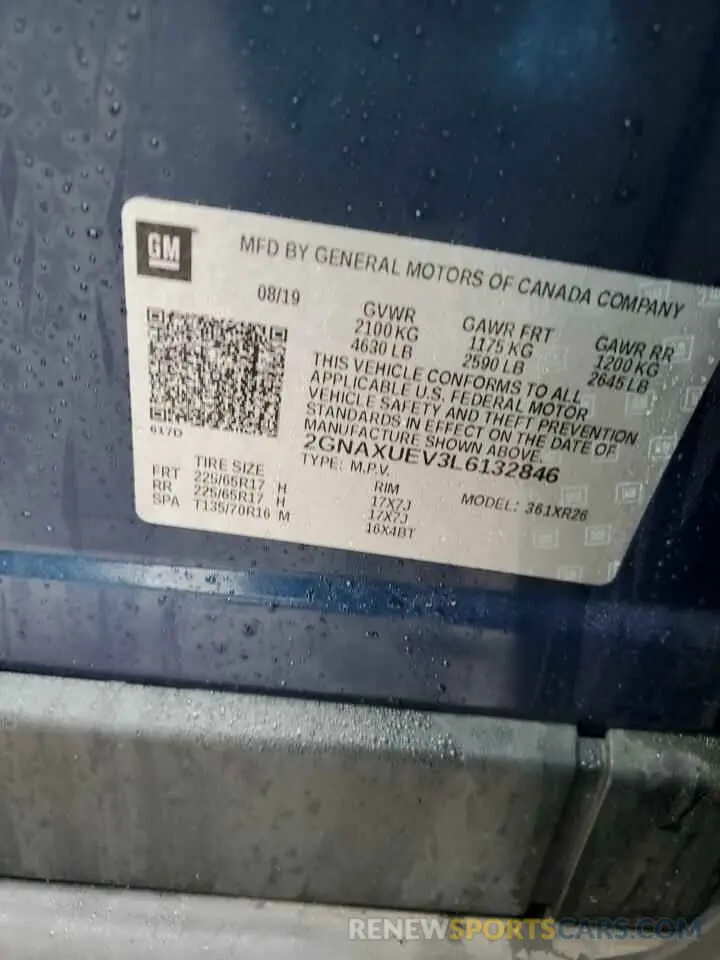 GM
MFD BY GENERAL MOTORS OF CANADA COMPANY
08/19
GVWR
2100 KG
4630 LB
GAWR FRT
1175 KG
2590 LB
GAWR RR
1200 KG
2645 LB
THIS VEHICLE CONFORMS TO ALL
APPLICABLE U.S. FEDERAL MOTOR
VEHICLE SAFETY AND THEFT PREVENTION
STANDARDS IN EFFECT ON THE DATE OF
MANUFACTURE SHOWN ABOVE.
2GNAXUEV3L6132846
TYPE: M.P.V.
MODEL: 361XR26
617D
TIRE SIZE
RIM
FRT 225/65R17 H 17X7J
RR 225/65R17 H 17X7J
SPA T135/70R16 M 16X4BT
RENEWSPORTSCARS.COM